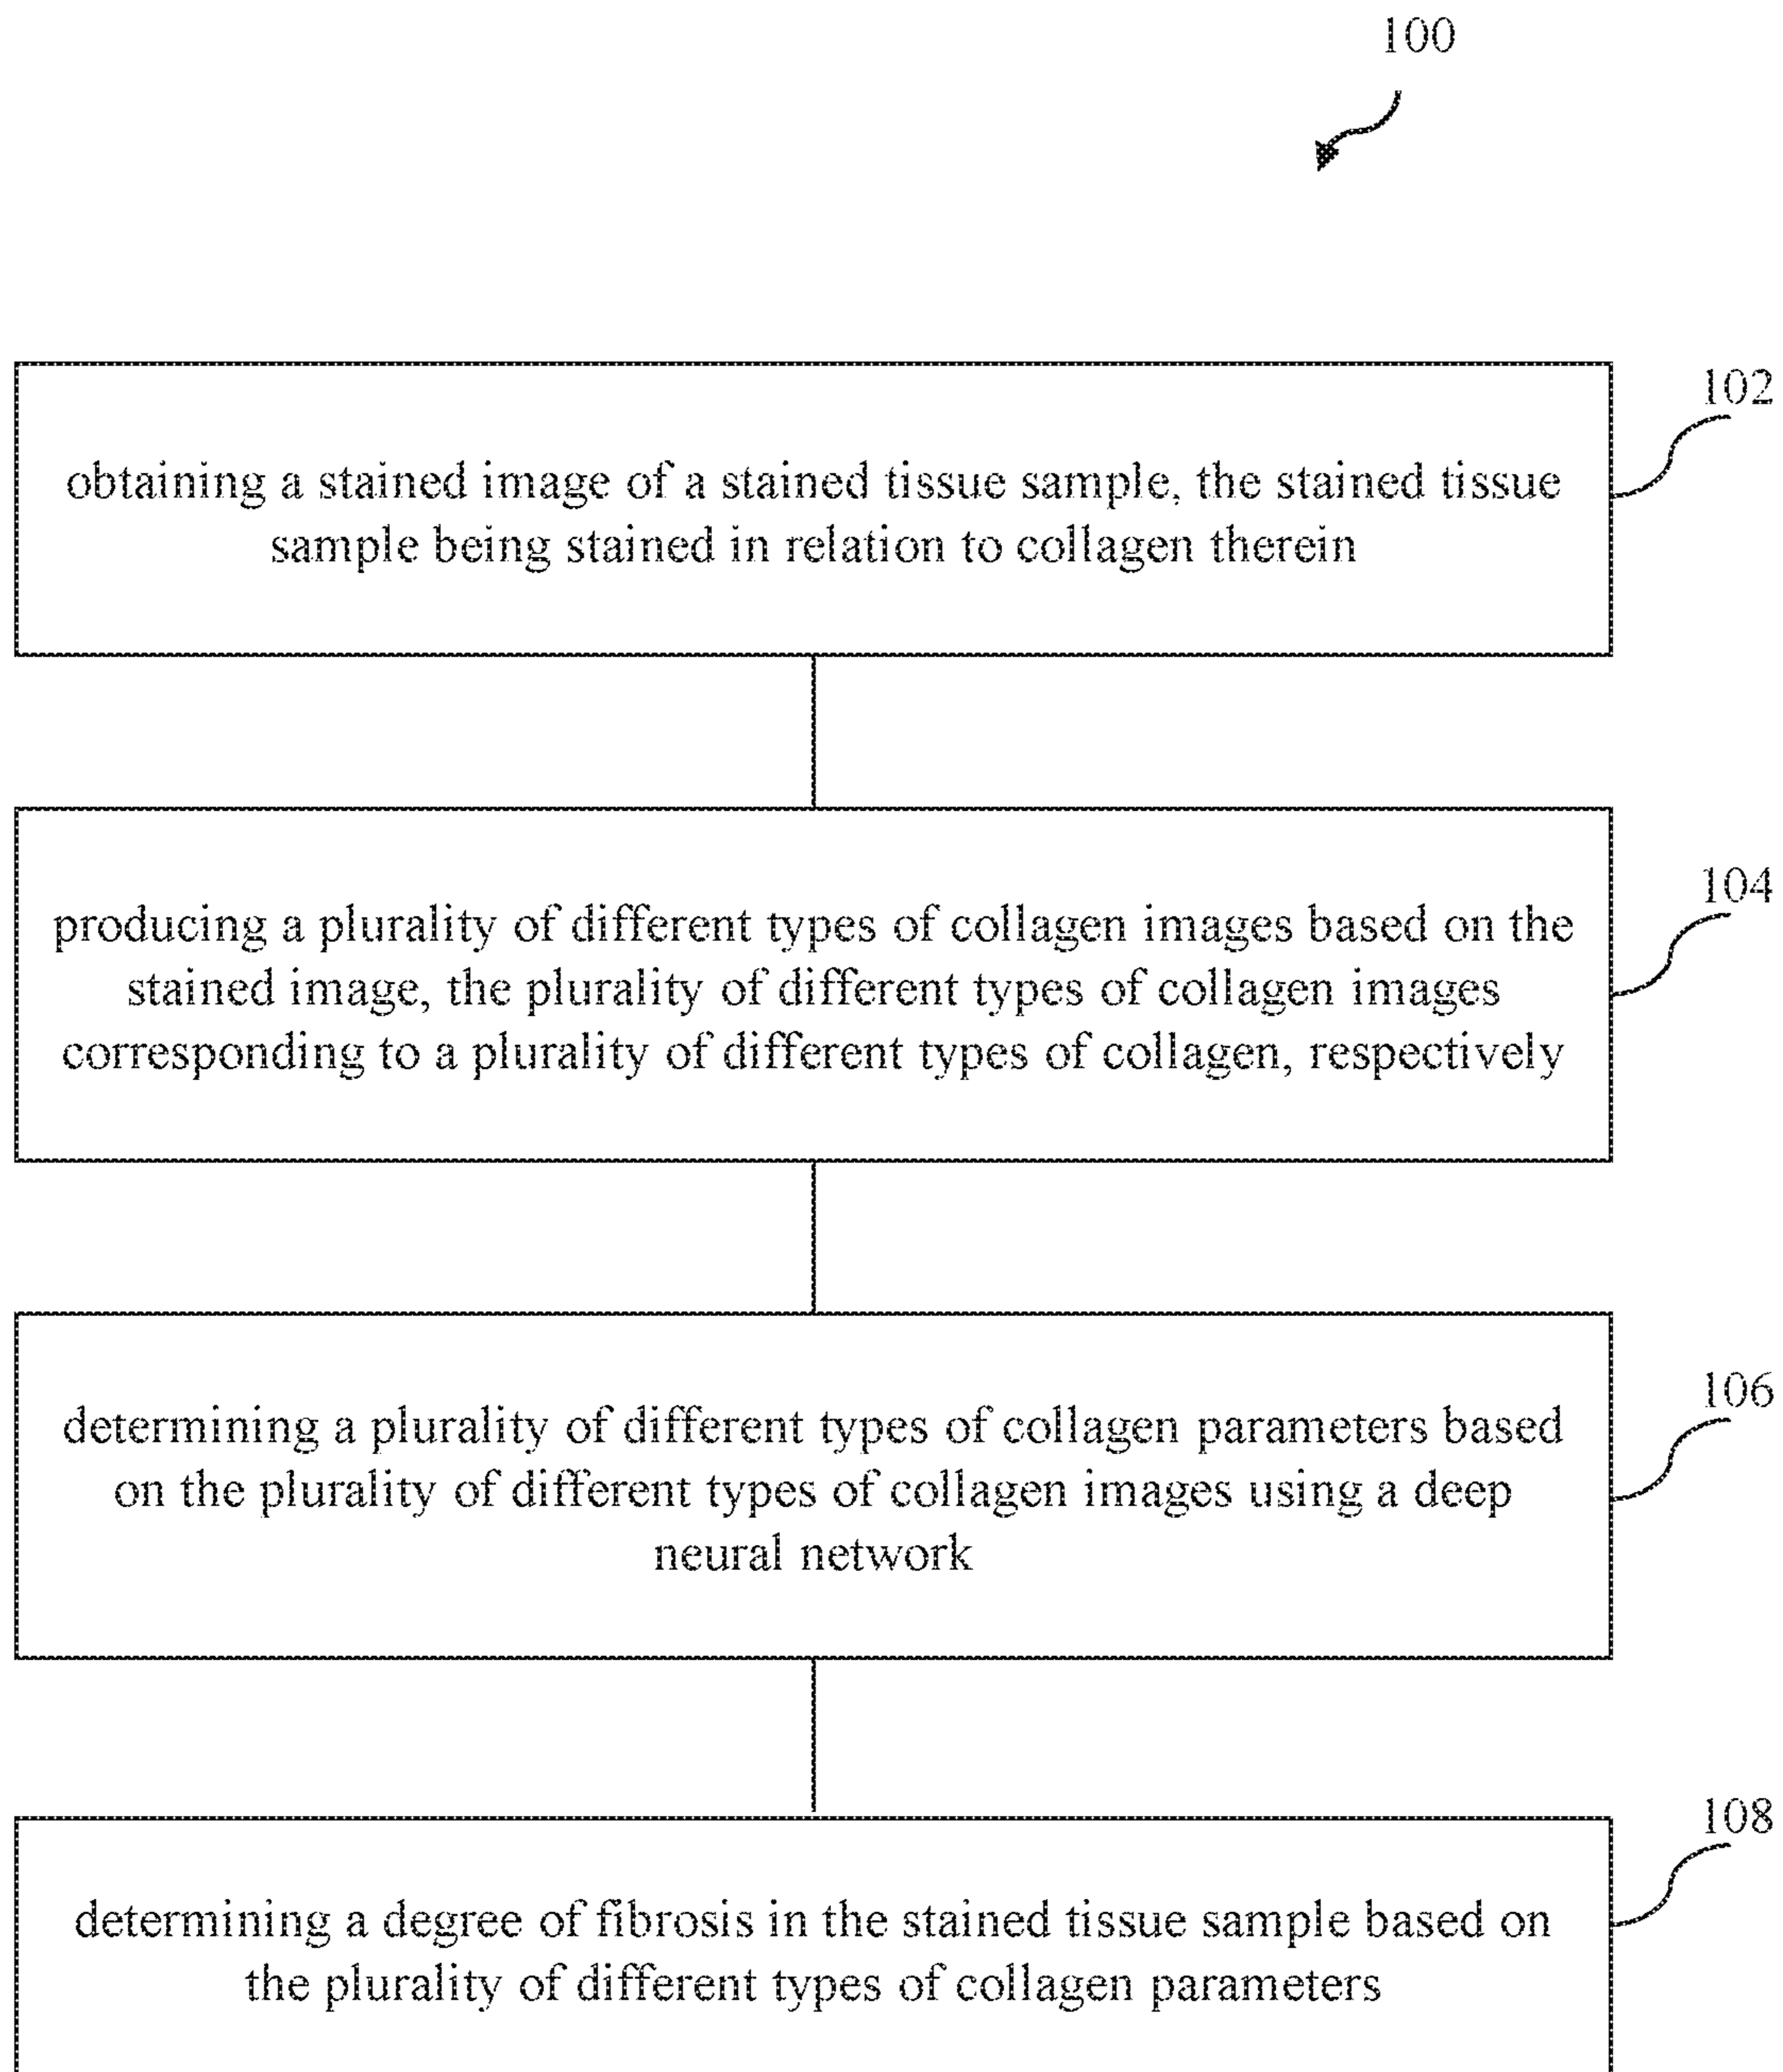 100
102
obtaining a stained image of a stained tissue sample, the stained tissue
sample being stained in relation to collagen therein
104
producing a plurality of different types of collagen images based on the
stained image, the plurality of different types of collagen images
corresponding to a plurality of different types of collagen, respectively
106
determining a plurality of different types of collagen parameters based
on the plurality of different types of collagen images using a deep
neural network
108
determining a degree of fibrosis in the stained tissue sample based on
the plurality of different types of collagen parameters